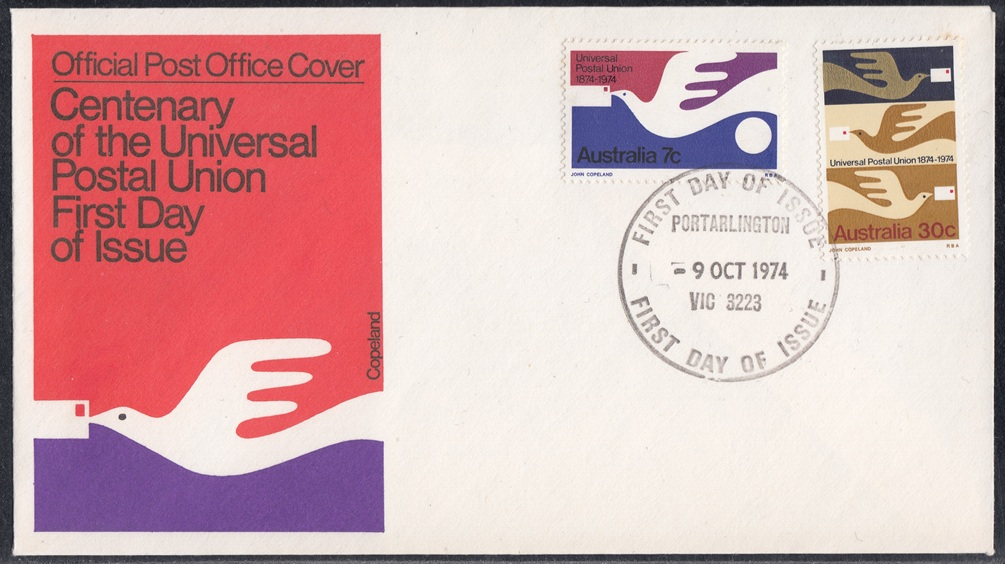 Official Post Office Cover
Centenary
of the Universal
Postal Union
First Day
of Issue
Copeland
Universal
Postal Union
1874-1974
Australia 7c
JOHN COPELAND RBA
Universal Postal Union 1874-1974
Australia 30c
JOHN COPELAND RBA
FIRST DAY OF ISSUE
PORTARLINGTON
- 9 OCT 1974 -
VIC 3223
FIRST DAY OF ISSUE